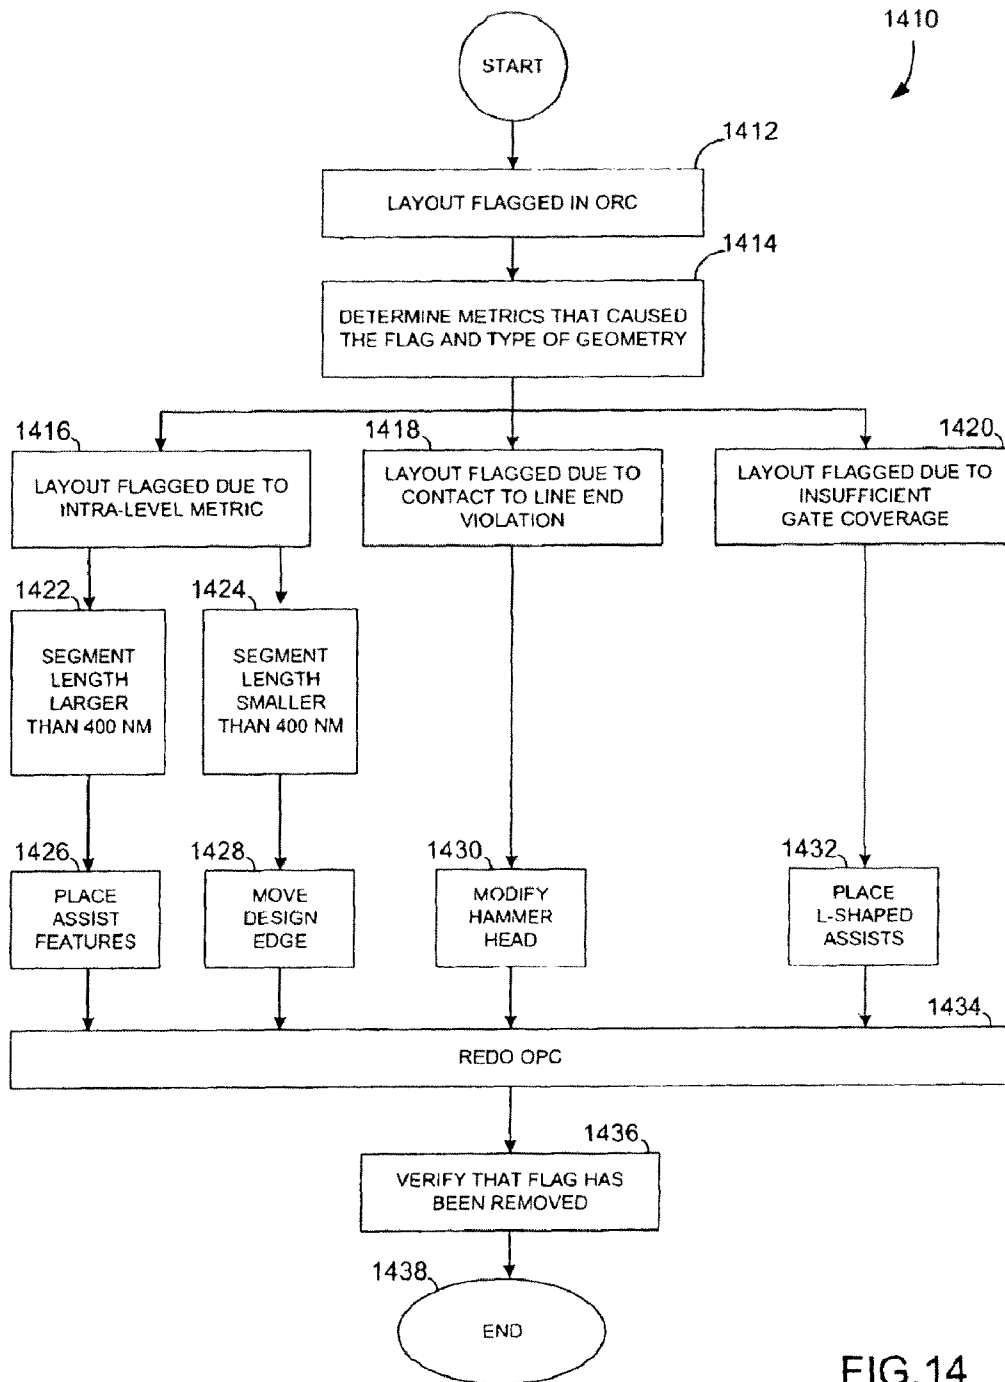 1410
START
1412
LAYOUT FLAGGED IN ORC
1414
DETERMINE METRICS THAT CAUSED
THE FLAG AND TYPE OF GEOMETRY
1416
LAYOUT FLAGGED DUE TO
INTRA-LEVEL METRIC
1418
LAYOUT FLAGGED DUE TO
CONTACT TO LINE END
VIOLATION
1420
LAYOUT FLAGGED DUE TO
INSUFFICIENT
GATE COVERAGE
1422
SEGMENT
LENGTH
LARGER
THAN 400 NM
1424
SEGMENT
LENGTH
SMALLER
THAN 400 NM
1426
PLACE
ASSIST
FEATURES
1428
MOVE
DESIGN
EDGE
1430
MODIFY
HAMMER
HEAD
1432
PLACE
L-SHAPED
ASSISTS
1434
REDO OPC
1436
VERIFY THAT FLAG HAS
BEEN REMOVED
1438
END
FIG.14